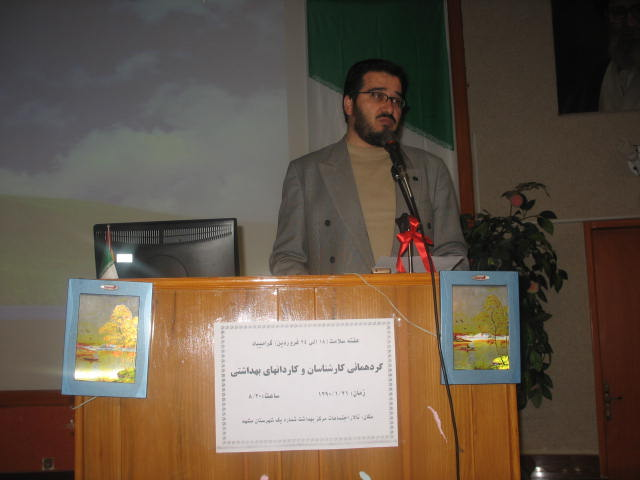 هفته سلامت (۱۸ الی ۲۴ فروردین) گرامیباد
گردهمائی کارشناسان و کاردانهای بهداشتی
زمان: ۱۳۹۰/۱/۲۱ ساعت: ۸/۳۰
مکان: تالار اجتماعات مرکز بهداشت شماره یک شهرستان مشهد